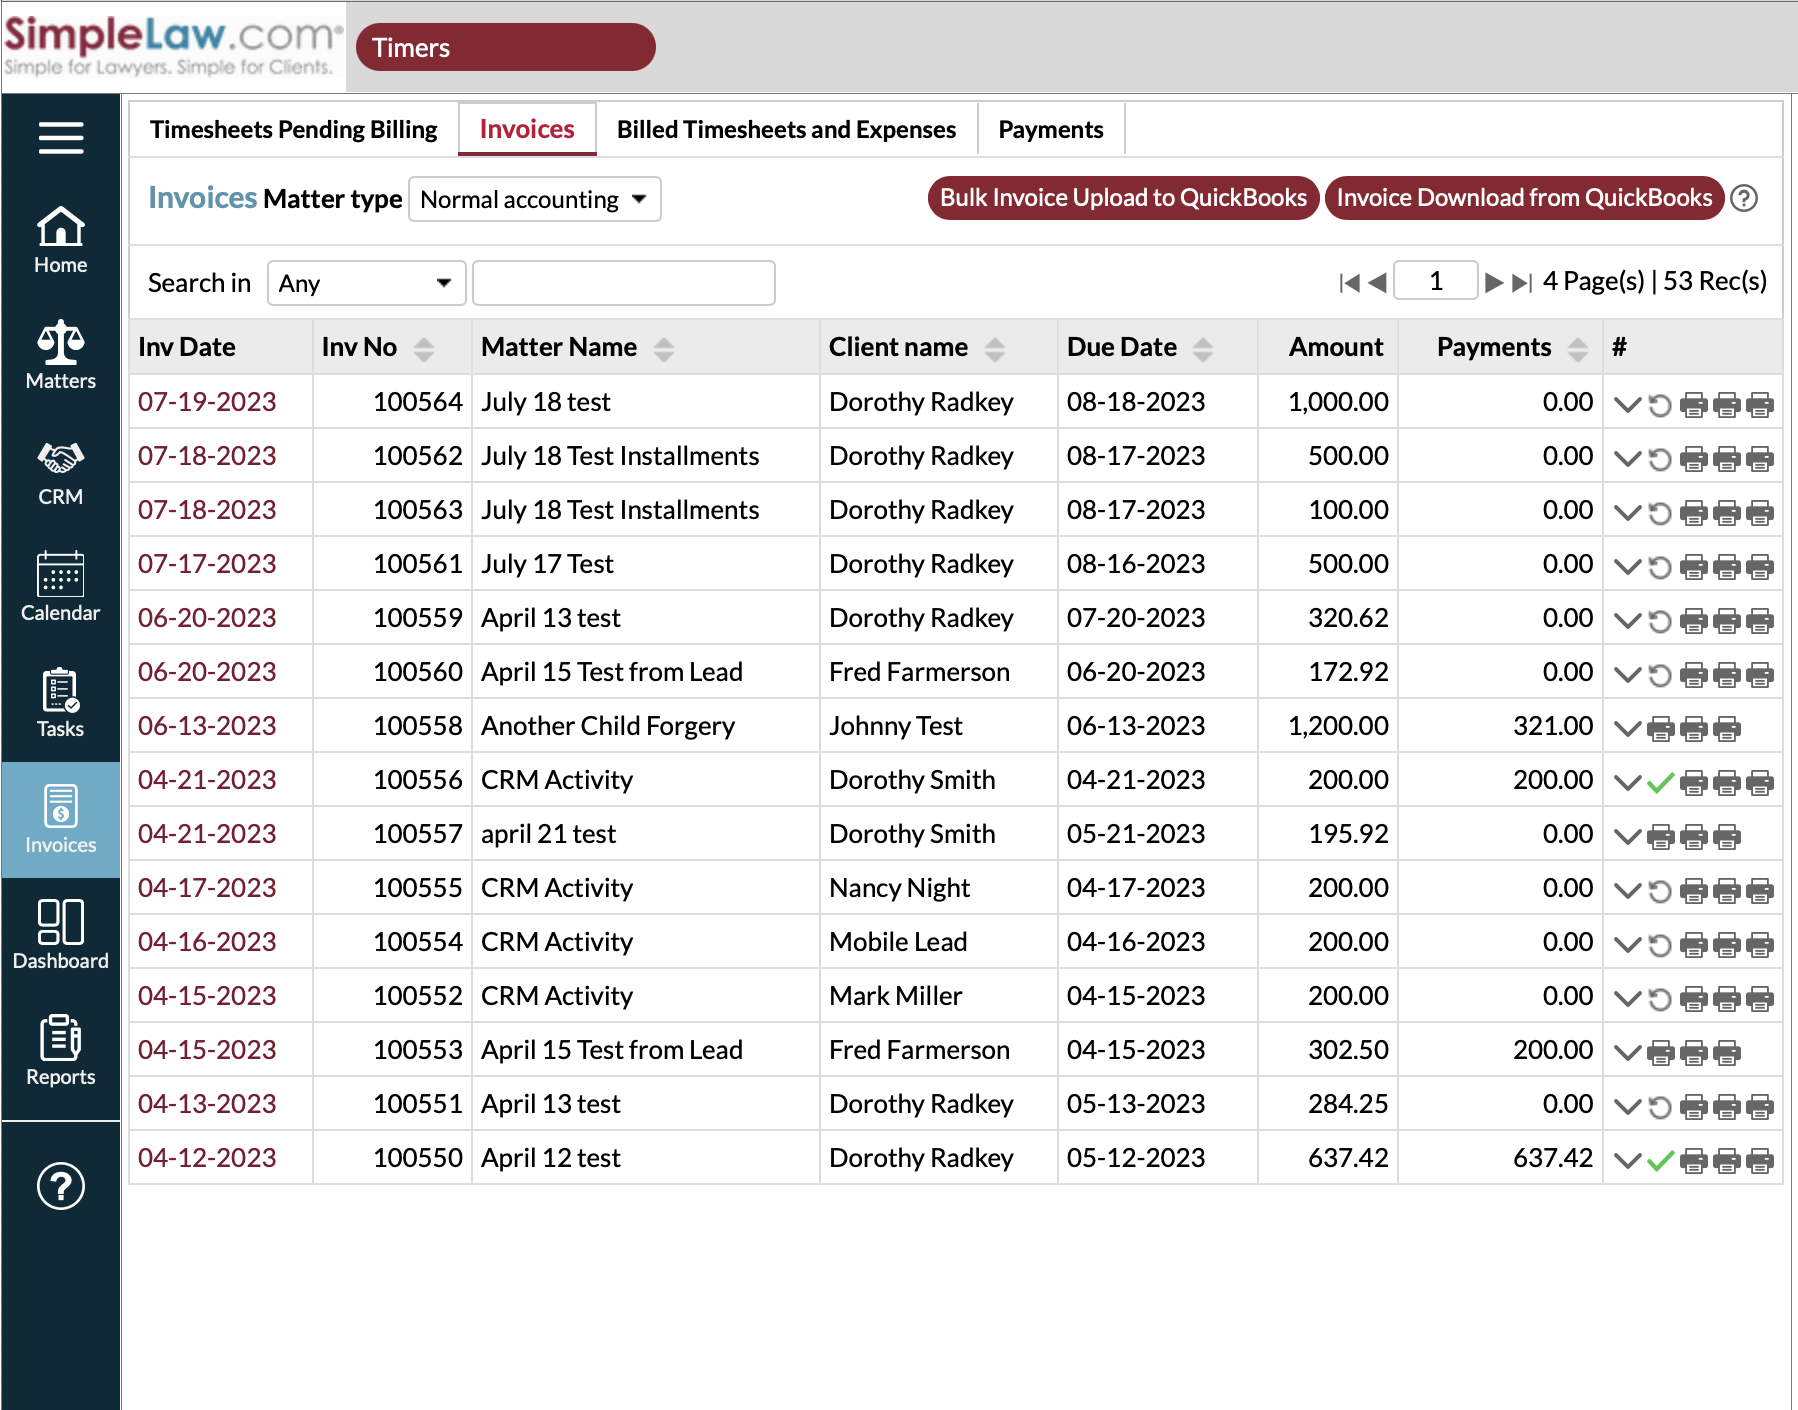 SimpleLaw.com®
Simple for Lawyers. Simple for Clients.
Timers
Timesheets Pending Billing Invoices Billed Timesheets and Expenses Payments
Invoices Matter type Normal accounting Bulk Invoice Upload to QuickBooks Invoice Download from QuickBooks ?
Search in Any 1 4 Page(s) | 53 Rec(s)
Inv Date Inv No Matter Name Client name Due Date Amount Payments #
07-19-2023 100564 July 18 test Dorothy Radkey 08-18-2023 1,000.00 0.00
07-18-2023 100562 July 18 Test Installments Dorothy Radkey 08-17-2023 500.00 0.00
07-18-2023 100563 July 18 Test Installments Dorothy Radkey 08-17-2023 100.00 0.00
07-17-2023 100561 July 17 Test Dorothy Radkey 08-16-2023 500.00 0.00
06-20-2023 100559 April 13 test Dorothy Radkey 07-20-2023 320.62 0.00
06-20-2023 100560 April 15 Test from Lead Fred Farmerson 06-20-2023 172.92 0.00
06-13-2023 100558 Another Child Forgery Johnny Test 06-13-2023 1,200.00 321.00
04-21-2023 100556 CRM Activity Dorothy Smith 04-21-2023 200.00 200.00
04-21-2023 100557 april 21 test Dorothy Smith 05-21-2023 195.92 0.00
04-17-2023 100555 CRM Activity Nancy Night 04-17-2023 200.00 0.00
04-16-2023 100554 CRM Activity Mobile Lead 04-16-2023 200.00 0.00
04-15-2023 100552 CRM Activity Mark Miller 04-15-2023 200.00 0.00
04-15-2023 100553 April 15 Test from Lead Fred Farmerson 04-15-2023 302.50 200.00
04-13-2023 100551 April 13 test Dorothy Radkey 05-13-2023 284.25 0.00
04-12-2023 100550 April 12 test Dorothy Radkey 05-12-2023 637.42 637.42
Home
Matters
CRM
Calendar
Tasks
$
Invoices
Dashboard
Reports
?